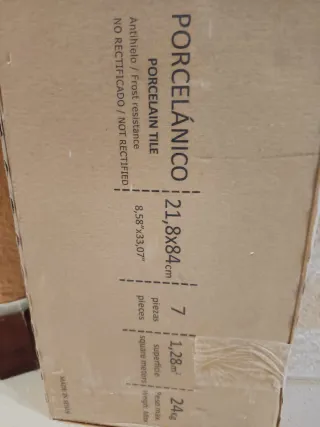 PORCELÁNICO
PORCELAIN TILE
Antihielo / Frost resistance
NO RECTIFICADO / NOT RECTIFIED
21,8x84cm
8,58"x33,07"
7
piezas
pieces
1,28m²
superficie
square meters
24kg